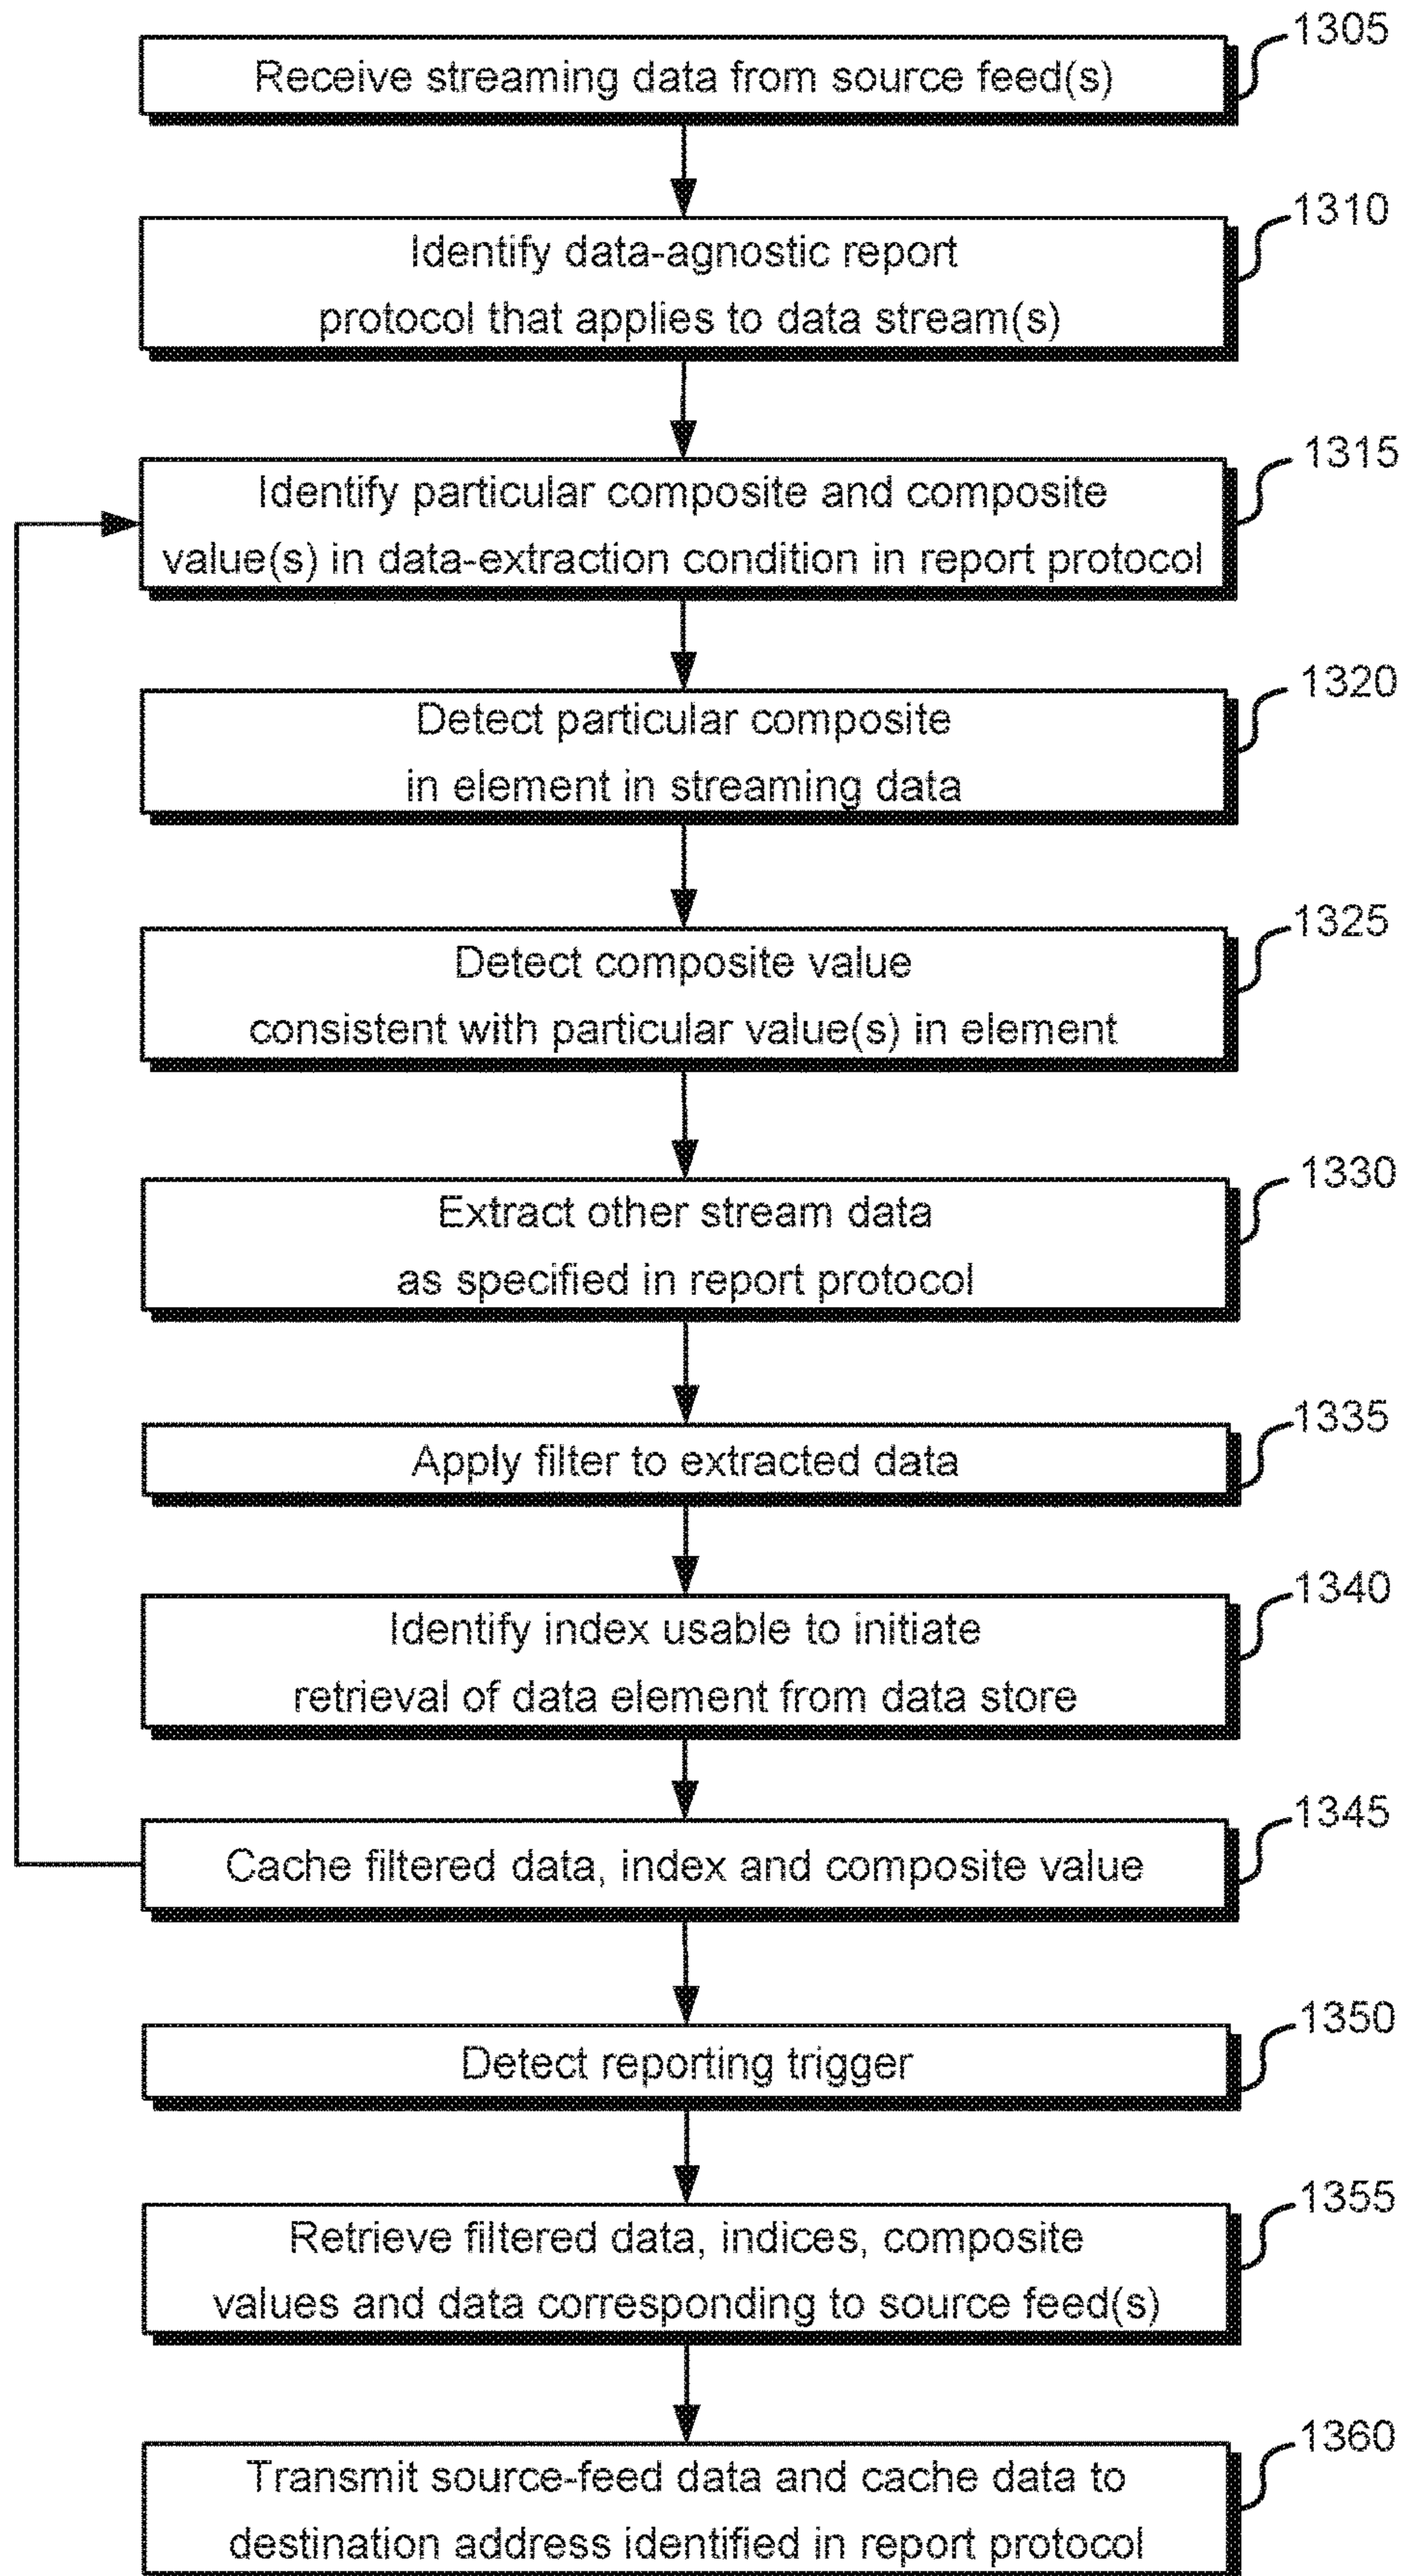 1305
Receive streaming data from source feed(s)
1310
Identify data-agnostic report
protocol that applies to data stream(s)
1315
Identify particular composite and composite
value(s) in data-extraction condition in report protocol
1320
Detect particular composite
in element in streaming data
1325
Detect composite value
consistent with particular value(s) in element
1330
Extract other stream data
as specified in report protocol
1335
Apply filter to extracted data
1340
Identify index usable to initiate
retrieval of data element from data store
1345
Cache filtered data, index and composite value
1350
Detect reporting trigger
1355
Retrieve filtered data, indices, composite
values and data corresponding to source feed(s)
1360
Transmit source-feed data and cache data to
destination address identified in report protocol